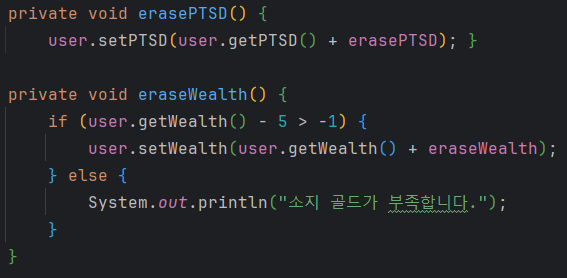 private void erasePTSD() {
    user.setPTSD(user.getPTSD() + erasePTSD); }
private void eraseWealth() {
    if (user.getWealth() - 5 > -1) {
        user.setWealth(user.getWealth() + eraseWealth);
    } else {
        System.out.println("소지 골드가 부족합니다.");
    }
}